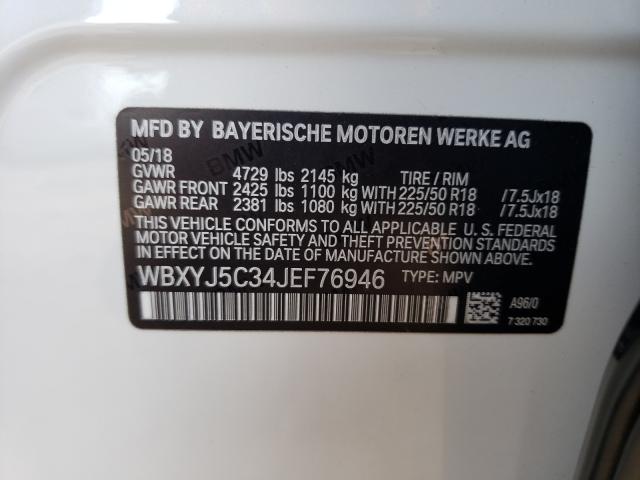 MFD BY BAYERISCHE MOTOREN WERKE AG
05/18
GVWR 4729 lbs 2145 kg TIRE / RIM
GAWR FRONT 2425 lbs 1100 kg WITH 225/50 R18 /7.5Jx18
GAWR REAR 2381 lbs 1080 kg WITH 225/50 R18 /7.5Jx18
THIS VEHICLE CONFORMS TO ALL APPLICABLE U. S. FEDERAL
MOTOR VEHICLE SAFETY AND THEFT PREVENTION STANDARDS
IN EFFECT ON THE DATE OF MANUFACTURE SHOWN ABOVE.
WBXYJ5C34JEF76946 TYPE: MPV
A96/0
7 320 730